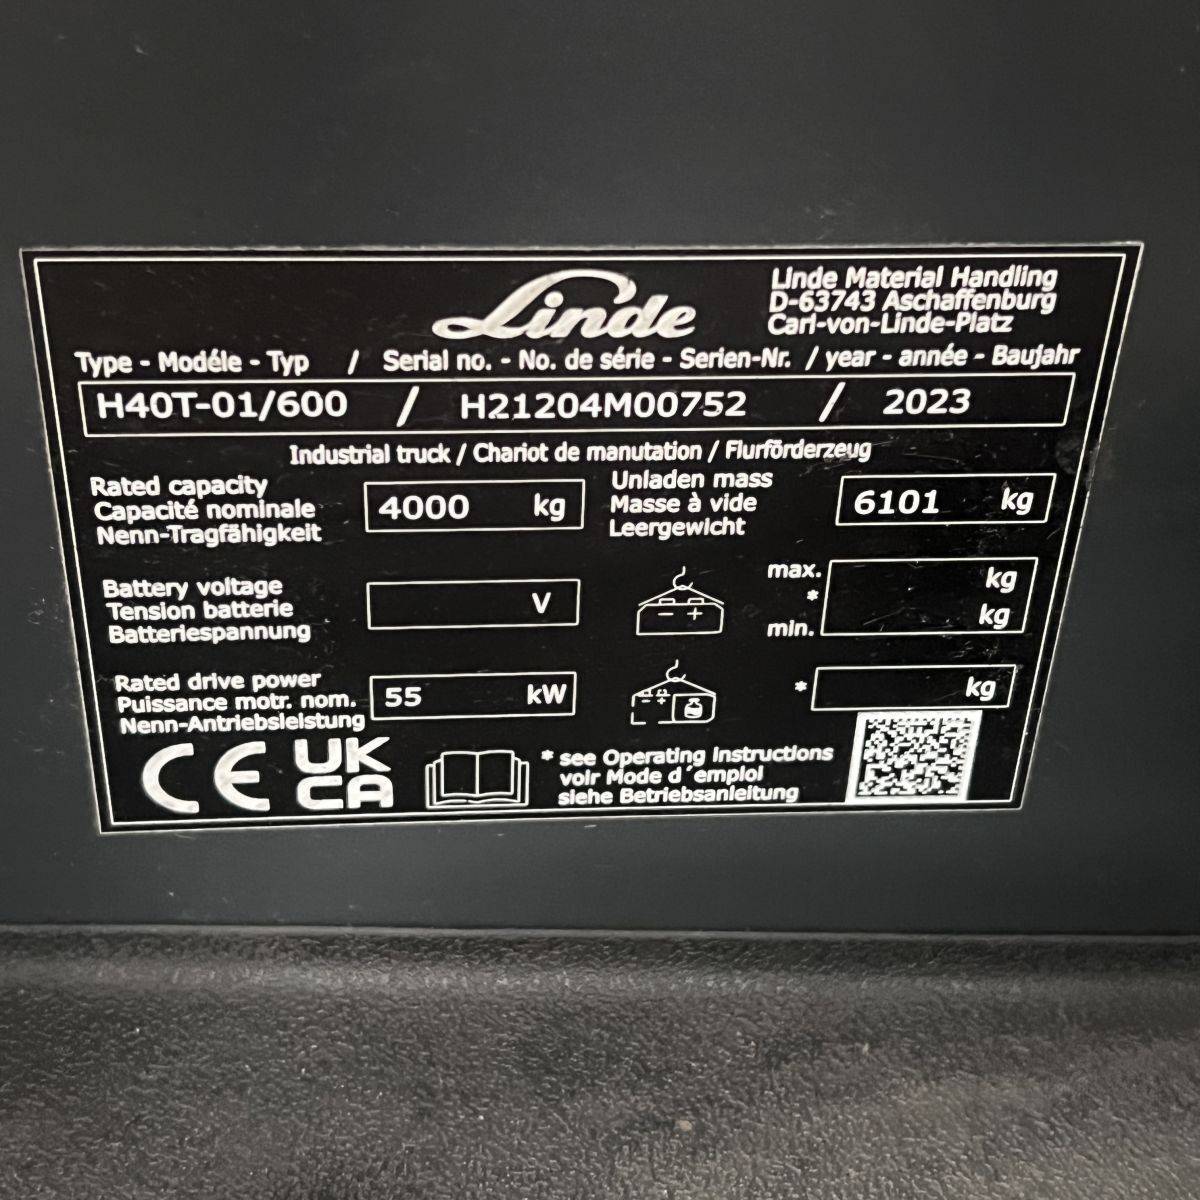 Linde
Linde Material Handling
D-63743 Aschaffenburg
Carl-von-Linde-Platz
Type - Modéle - Typ / Serial no. - No. de série - Serien-Nr. / year - année - Baujahr
H40T-01/600 / H21204M00752 / 2023
Industrial truck / Chariot de manutation / Flurförderzeug
Rated capacity
Capacité nominale
Nenn-Tragfähigkeit
4000 kg
Unladen mass
Masse à vide
Leergewicht
6101 kg
Battery voltage
Tension batterie
Batteriespannung
V
- +
max.
*
min.
kg
kg
Rated drive power
Puissance motr. nom.
Nenn-Antriebsleistung
55 kW
- +
* kg
CE
UK
CA
* see Operating Instructions
voir Mode d´emploi
siehe Betriebsanleitung